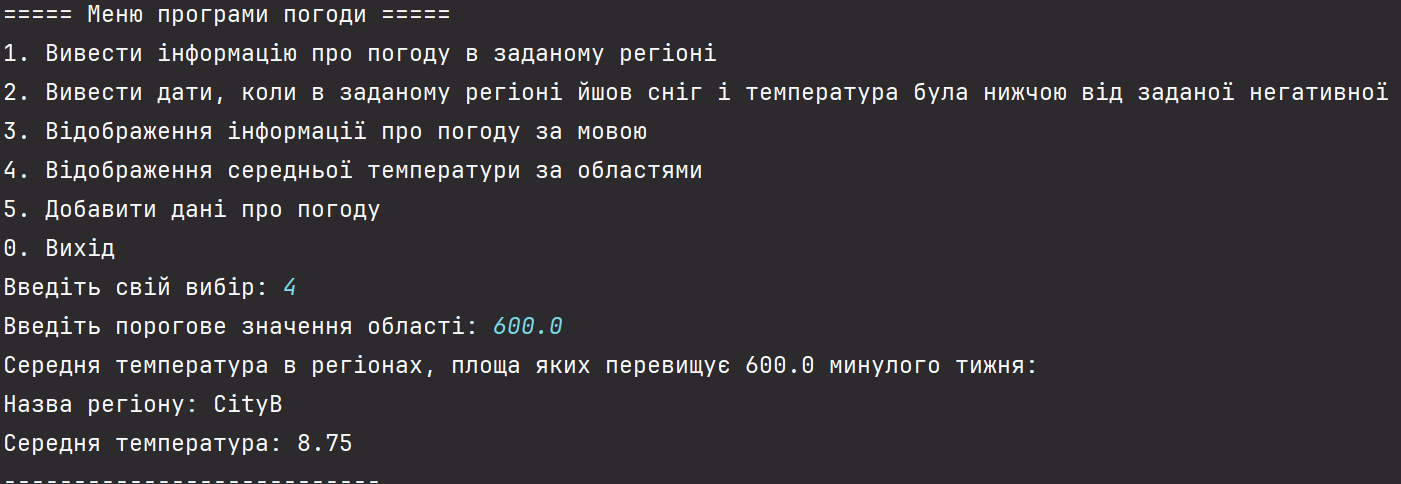 ===== Меню програми погоди =====
1. Вивести інформацію про погоду в заданому регіоні
2. Вивести дати, коли в заданому регіоні йшов сніг і температура була нижчою від заданої негативної
3. Відображення інформації про погоду за мовою
4. Відображення середньої температури за областями
5. Добавити дані про погоду
0. Вихід
Введіть свій вибір: 4
Введіть порогове значення області: 600.0
Середня температура в регіонах, площа яких перевищує 600.0 минулого тижня:
Назва регіону: CityB
Середня температура: 8.75
---------------------------